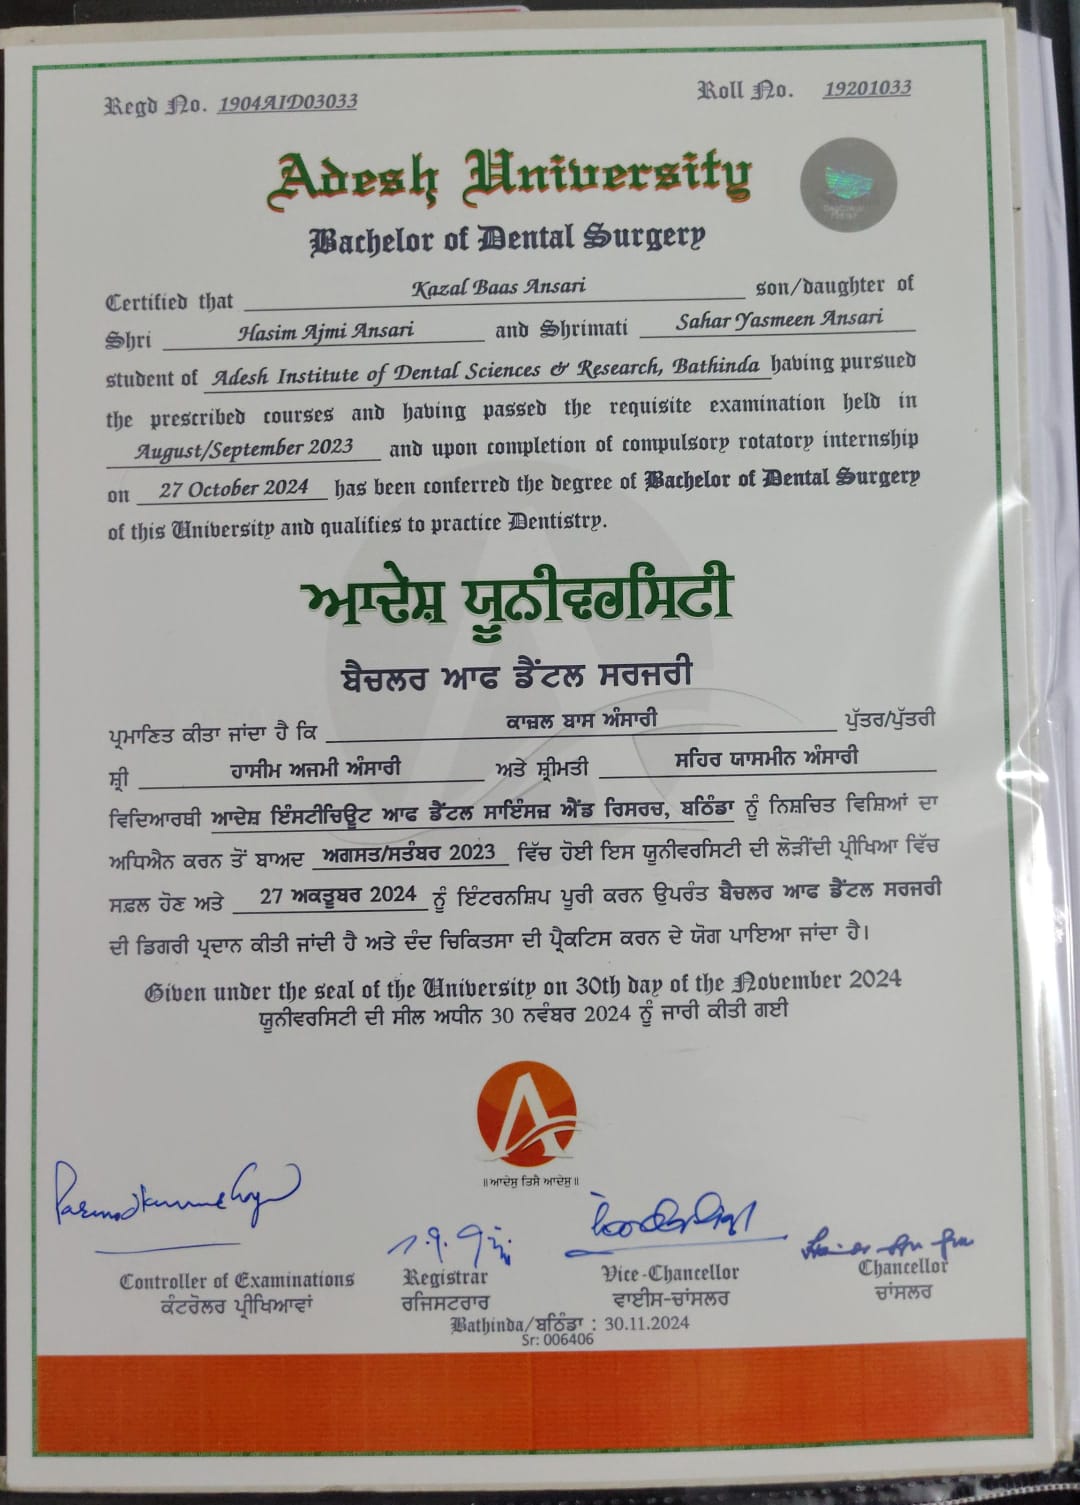 Regd No. 1904AID03033
Roll No. 19201033
Adesh University
Bachelor of Dental Surgery
Certified that Kazal Baas Ansari son/daughter of
Shri Hasim Ajmi Ansari and Shrimati Sahar Yasmeen Ansari
student of Adesh Institute of Dental Sciences & Research, Bathinda having pursued
the prescribed courses and having passed the requisite examination held in
August/September 2023 and upon completion of compulsory rotatory internship
on 27 October 2024 has been conferred the degree of Bachelor of Dental Surgery
of this University and qualifies to practice Dentistry.
ਆਦੇਸ਼ ਯੂਨੀਵਰਸਿਟੀ
ਬੈਚਲਰ ਆਫ ਡੈਂਟਲ ਸਰਜਰੀ
ਪ੍ਰਮਾਣਿਤ ਕੀਤਾ ਜਾਂਦਾ ਹੈ ਕਿ ਕਾਜ਼ਲ ਬਾਸ ਅੰਸਾਰੀ ਪੁੱਤਰ/ਪੁੱਤਰੀ
ਸ਼੍ਰੀ ਹਾਸੀਮ ਅਜਮੀ ਅੰਸਾਰੀ ਅਤੇ ਸ਼੍ਰੀਮਤੀ ਸਹਿਰ ਯਾਸਮੀਨ ਅੰਸਾਰੀ
ਵਿਦਿਆਰਥੀ ਆਦੇਸ਼ ਇੰਸਟੀਚਿਊਟ ਆਫ ਡੈਂਟਲ ਸਾਇੰਸਜ਼ ਐਂਡ ਰਿਸਰਚ, ਬਠਿੰਡਾ ਨੂੰ ਨਿਸ਼ਚਿਤ ਵਿਸ਼ਿਆਂ ਦਾ
ਅਧਿਐਨ ਕਰਨ ਤੋਂ ਬਾਅਦ ਅਗਸਤ/ਸਤੰਬਰ 2023 ਵਿੱਚ ਹੋਈ ਇਸ ਯੂਨੀਵਰਸਿਟੀ ਦੀ ਲੋੜੀਂਦੀ ਪ੍ਰੀਖਿਆ ਵਿੱਚ
ਸਫ਼ਲ ਹੋਣ ਅਤੇ 27 ਅਕਤੂਬਰ 2024 ਨੂੰ ਇੰਟਰਨਸ਼ਿਪ ਪੂਰੀ ਕਰਨ ਉਪਰੰਤ ਬੈਚਲਰ ਆਫ ਡੈਂਟਲ ਸਰਜਰੀ
ਦੀ ਡਿਗਰੀ ਪ੍ਰਦਾਨ ਕੀਤੀ ਜਾਂਦੀ ਹੈ ਅਤੇ ਦੰਦ ਚਿਕਿਤਸਾ ਦੀ ਪ੍ਰੈਕਟਿਸ ਕਰਨ ਦੇ ਯੋਗ ਪਾਇਆ ਜਾਂਦਾ ਹੈ।
Given under the seal of the University on 30th day of the November 2024
ਯੂਨੀਵਰਸਿਟੀ ਦੀ ਸੀਲ ਅਧੀਨ 30 ਨਵੰਬਰ 2024 ਨੂੰ ਜਾਰੀ ਕੀਤੀ ਗਈ
॥ਆਦੇਸੁ ਤਿਸੈ ਆਦੇਸੁ॥
Controller of Examinations
ਕੰਟਰੋਲਰ ਪ੍ਰੀਖਿਆਵਾਂ
Registrar
ਰਜਿਸਟਰਾਰ
Vice-Chancellor
ਵਾਈਸ-ਚਾਂਸਲਰ
Chancellor
ਚਾਂਸਲਰ
Bathinda/ਬਠਿੰਡਾ : 30.11.2024
Sr: 006406